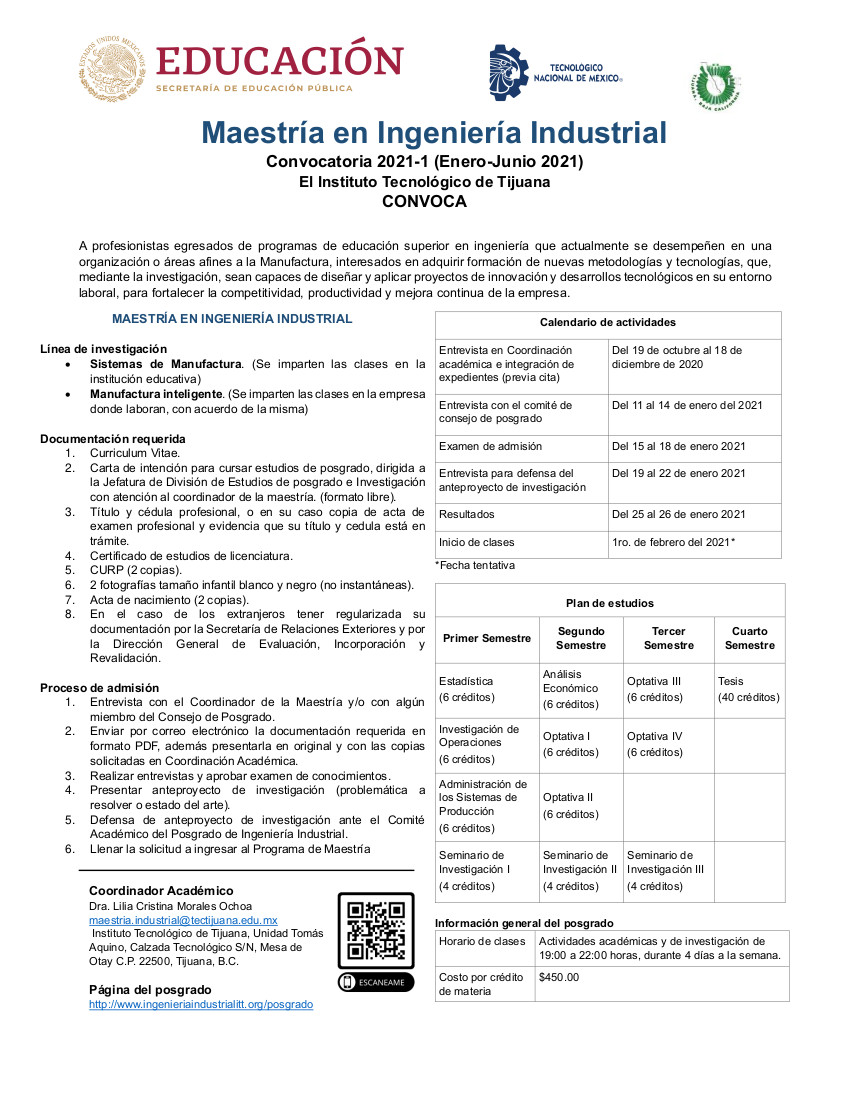 ESTADOS UNIDOS MEXICANOS
EDUCACIÓN
SECRETARÍA DE EDUCACIÓN PÚBLICA
TECNOLÓGICO
NACIONAL DE MÉXICO®
BAJA CALIFORNIA
Maestría en Ingeniería Industrial
Convocatoria 2021-1 (Enero-Junio 2021)
El Instituto Tecnológico de Tijuana
CONVOCA
A profesionistas egresados de programas de educación superior en ingeniería que actualmente se desempeñen en una
organización o áreas afines a la Manufactura, interesados en adquirir formación de nuevas metodologías y tecnologías, que,
mediante la investigación, sean capaces de diseñar y aplicar proyectos de innovación y desarrollos tecnológicos en su entorno
laboral, para fortalecer la competitividad, productividad y mejora continua de la empresa.
MAESTRÍA EN INGENIERÍA INDUSTRIAL
Línea de investigación
• Sistemas de Manufactura. (Se imparten las clases en la
institución educativa)
• Manufactura inteligente. (Se imparten las clases en la empresa
donde laboran, con acuerdo de la misma)
Documentación requerida
1. Curriculum Vitae.
2. Carta de intención para cursar estudios de posgrado, dirigida a
la Jefatura de División de Estudios de posgrado e Investigación
con atención al coordinador de la maestría. (formato libre).
3. Título y cédula profesional, o en su caso copia de acta de
examen profesional y evidencia que su título y cedula está en
trámite.
4. Certificado de estudios de licenciatura.
5. CURP (2 copias).
6. 2 fotografías tamaño infantil blanco y negro (no instantáneas).
7. Acta de nacimiento (2 copias).
8. En el caso de los extranjeros tener regularizada su
documentación por la Secretaría de Relaciones Exteriores y por
la Dirección General de Evaluación, Incorporación y
Revalidación.
Proceso de admisión
1. Entrevista con el Coordinador de la Maestría y/o con algún
miembro del Consejo de Posgrado.
2. Enviar por correo electrónico la documentación requerida en
formato PDF, además presentarla en original y con las copias
solicitadas en Coordinación Académica.
3. Realizar entrevistas y aprobar examen de conocimientos.
4. Presentar anteproyecto de investigación (problemática a
resolver o estado del arte).
5. Defensa de anteproyecto de investigación ante el Comité
Académico del Posgrado de Ingeniería Industrial.
6. Llenar la solicitud a ingresar al Programa de Maestría
Coordinador Académico
Dra. Lilia Cristina Morales Ochoa
maestria.industrial@tectijuana.edu.mx
Instituto Tecnológico de Tijuana, Unidad Tomás
Aquino, Calzada Tecnológico S/N, Mesa de
Otay C.P. 22500, Tijuana, B.C.
ESCANEAME
Página del posgrado
http://www.ingenieriaindustrialitt.org/posgrado
Calendario de actividades
Entrevista en Coordinación
académica e integración de
expedientes (previa cita)
Del 19 de octubre al 18 de
diciembre de 2020
Entrevista con el comité de
consejo de posgrado
Del 11 al 14 de enero del 2021
Examen de admisión
Del 15 al 18 de enero 2021
Entrevista para defensa del
anteproyecto de investigación
Del 19 al 22 de enero 2021
Resultados
Del 25 al 26 de enero 2021
Inicio de clases
1ro. de febrero del 2021*
*Fecha tentativa
Plan de estudios
Primer Semestre
Segundo
Semestre
Tercer
Semestre
Cuarto
Semestre
Estadística
(6 créditos)
Análisis
Económico
(6 créditos)
Optativa III
(6 créditos)
Tesis
(40 créditos)
Investigación de
Operaciones
(6 créditos)
Optativa I
(6 créditos)
Optativa IV
(6 créditos)
Administración de
los Sistemas de
Producción
(6 créditos)
Optativa II
(6 créditos)
Seminario de
Investigación I
(4 créditos)
Seminario de
Investigación II
(4 créditos)
Seminario de
Investigación III
(4 créditos)
Información general del posgrado
Horario de clases
Actividades académicas y de investigación de
19:00 a 22:00 horas, durante 4 días a la semana.
Costo por crédito
de materia
$450.00